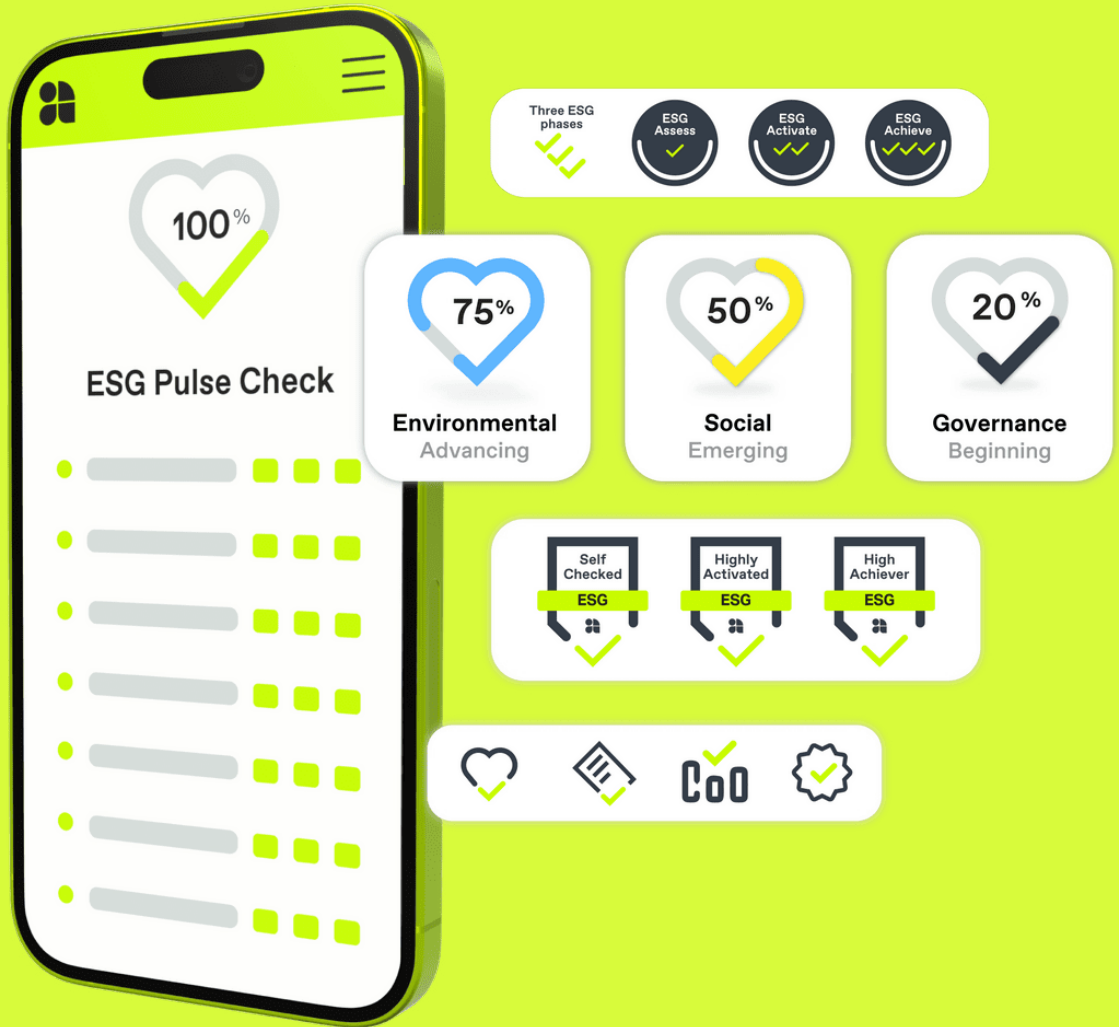 100%
ESG Pulse Check
Three ESG
phases
ESG
Assess
ESG
Activate
ESG
Achieve
75%
Environmental
Advancing
50%
Social
Emerging
20%
Governance
Beginning
Self
Checked
ESG
Highly
Activated
ESG
High
Achiever
ESG
CoO